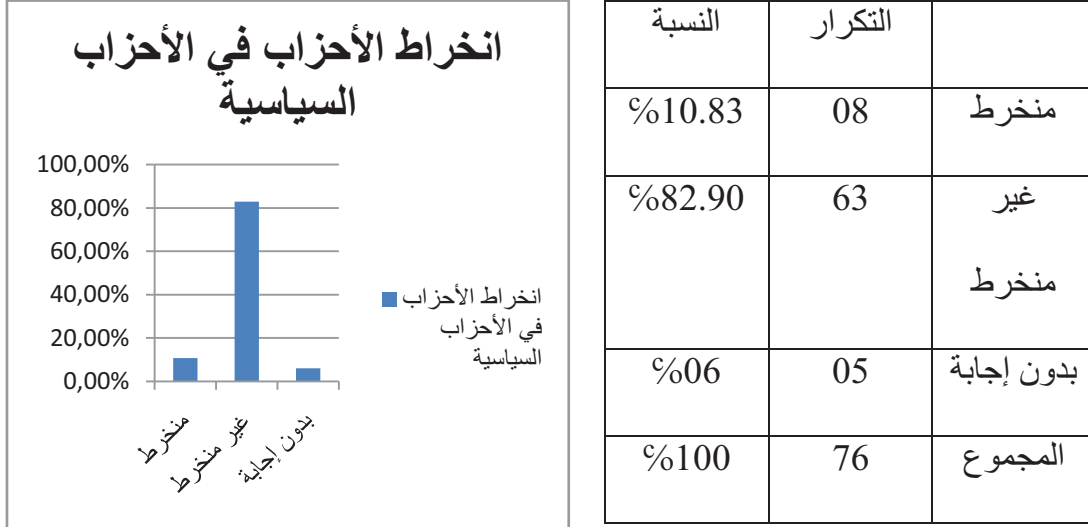 انخراط الأحزاب في الأحزاب
السياسية
100,00%
80,00%
60,00%
40,00%
20,00%
0,00%
منخرط
غير منخرط
بدون إجابة
انخراط الأحزاب
في الأحزاب
السياسية
التكرار النسبة
منخرط 08 %10.83
غير 63 %82.90
منخرط
بدون إجابة 05 %06
المجموع 76 %100